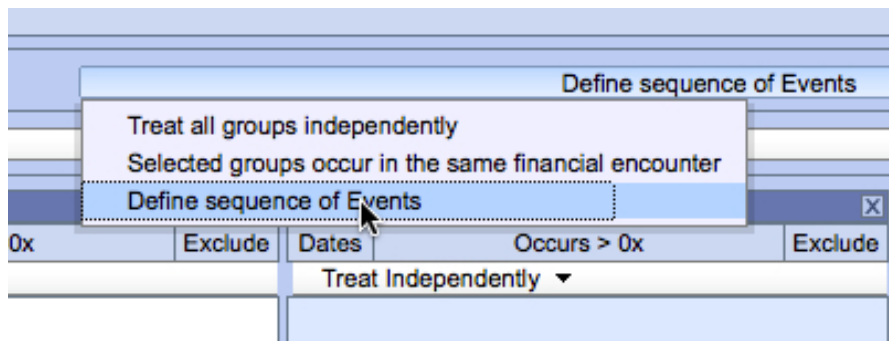 Define sequence of Events
Treat all groups independently
Selected groups occur in the same financial encounter
Define sequence of Events
X
0x Exclude Dates Occurs > 0x Exclude
Treat Independently